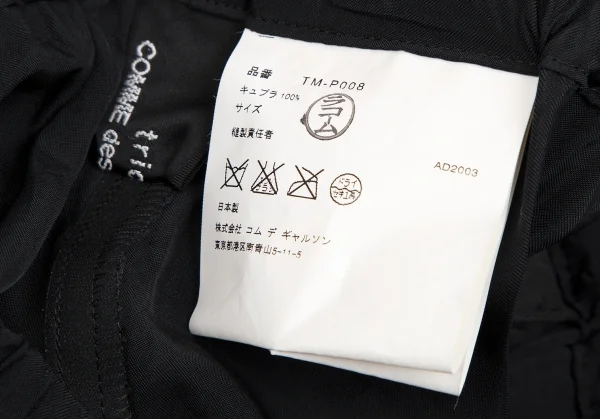 tric
COMME des
品番 TM-P008
キュプラ 100%
サイズ
コム
縫製責任者
AD2003
ドライ
日本製
株式会社 コム デ ギャルソン
東京都港区南青山5-11-5